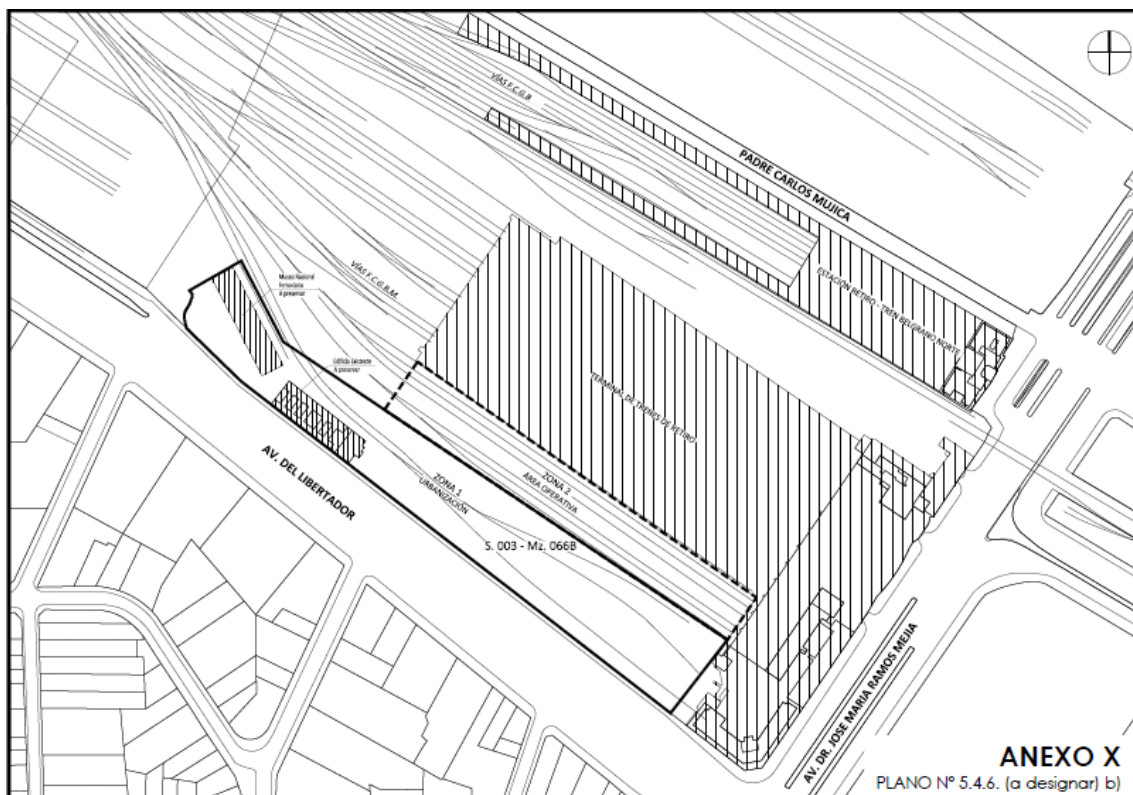 VÍAS F.C.G.B.
PADRE CARLOS MUJICA
ESTACIÓN RETIRO - TREN BELGRANO NORTE
VÍAS F.C.G.B.M.
Museo Nacional
Ferroviario
A preservar
Edificio Existente
A preservar
TERMINAL DE TRENES DE RETIRO
ZONA 2
ÁREA OPERATIVA
ZONA 1
URBANIZACIÓN
S. 003 - Mz. 066B
AV. DEL LIBERTADOR
AV. DR. JOSE MARIA RAMOS MEJIA
ANEXO X
PLANO Nº 5.4.6. (a designar) b)